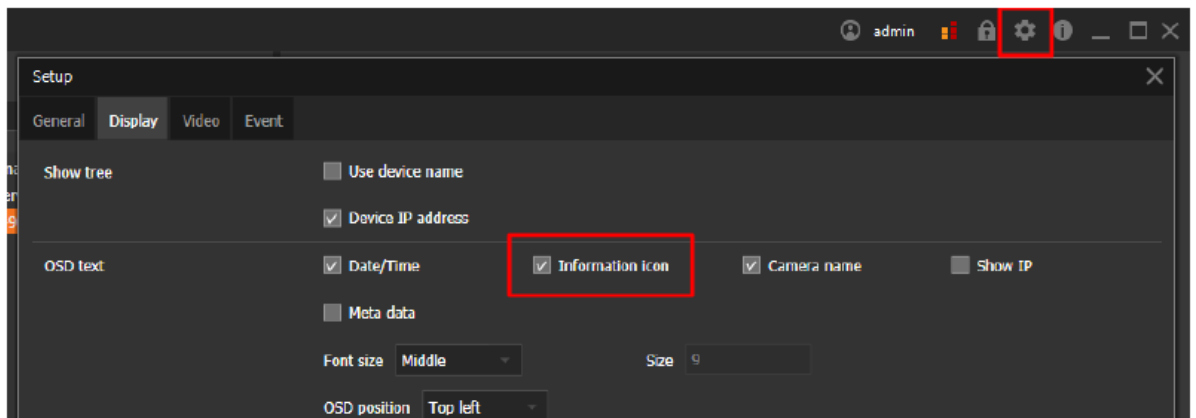 admin
Setup
General Display Video Event
Show tree Use device name
Device IP address
OSD text Date/Time Information icon Camera name Show IP
Meta data
Font size Middle Size 9
OSD position Top left